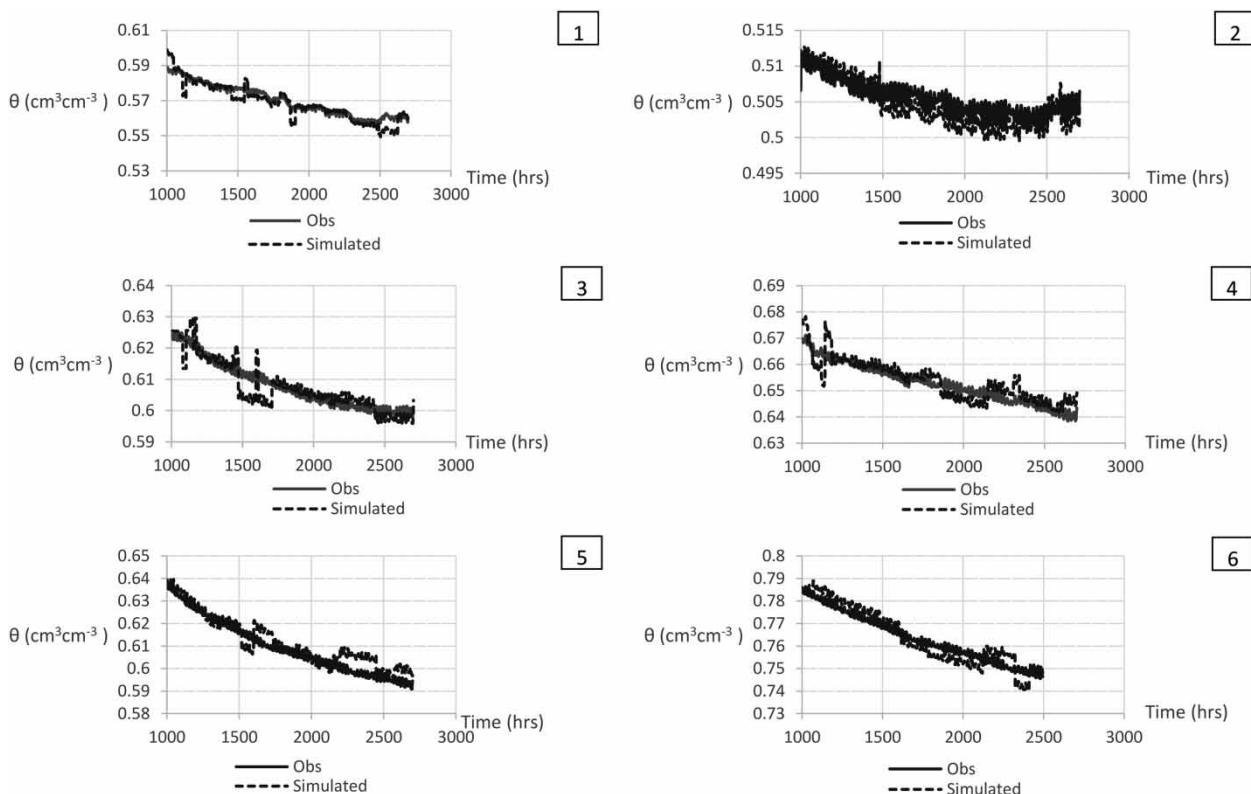 1
0.61
0.59
0.57
0.55
0.53
θ (cm³cm⁻³ )
1000 1500 2000 2500 3000
Time (hrs)
Obs
Simulated
2
0.515
0.51
0.505
0.5
0.495
θ (cm³cm⁻³ )
1000 1500 2000 2500 3000
Time (hrs)
Obs
Simulated
3
0.64
0.63
0.62
0.61
0.6
0.59
θ (cm³cm⁻³ )
1000 1500 2000 2500 3000
Time (hrs)
Obs
Simulated
4
0.69
0.68
0.67
0.66
0.65
0.64
0.63
θ (cm³cm⁻³ )
1000 1500 2000 2500 3000
Time (hrs)
Obs
Simulated
5
0.65
0.64
0.63
0.62
0.61
0.6
0.59
0.58
θ (cm³cm⁻³ )
1000 1500 2000 2500 3000
Time (hrs)
Obs
Simulated
6
0.8
0.79
0.78
0.77
0.76
0.75
0.74
0.73
θ (cm³cm⁻³ )
1000 1500 2000 2500 3000
Time (hrs)
Obs
Simulated